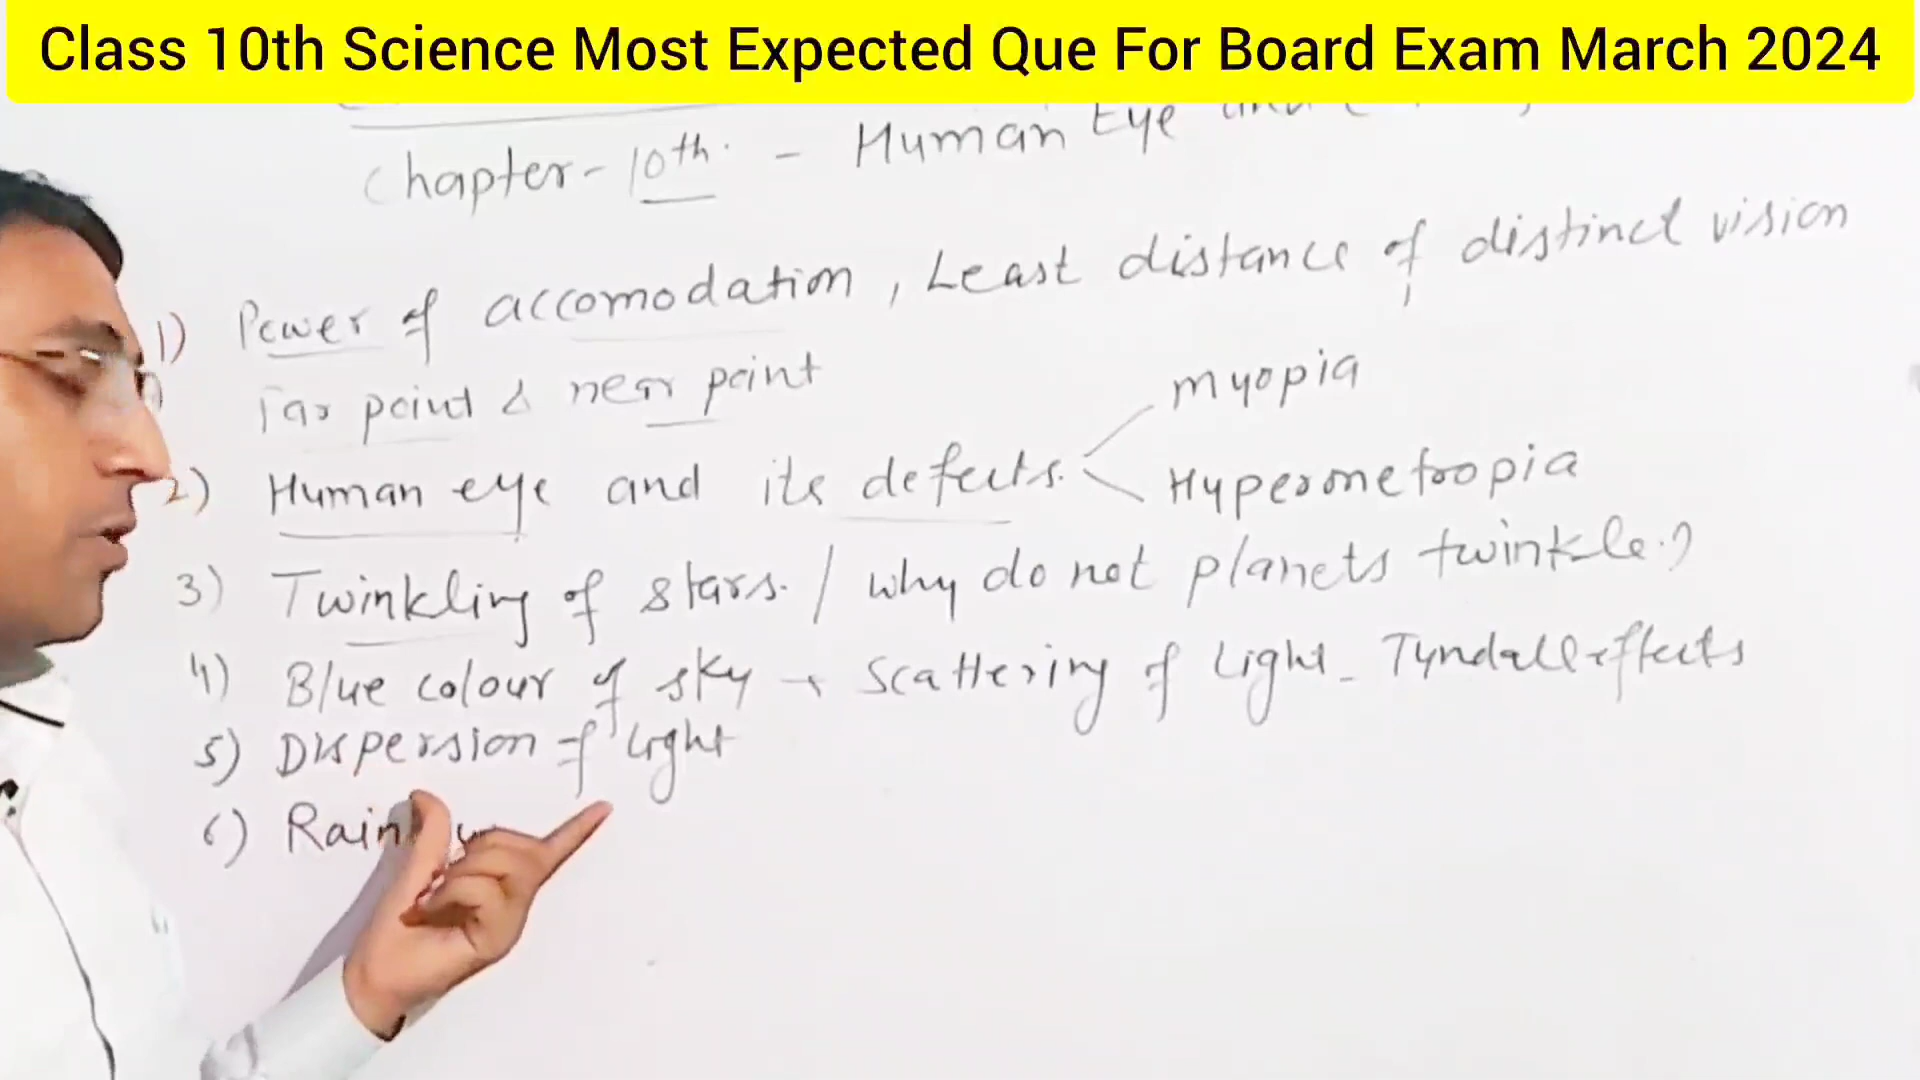 Class 10th Science Most Expected Que For Board Exam March 2024
Chapter - 10th. - Human Eye
1) Power of accomodation, Least distance of distinct vision
Far point & near point
myopia
2) Human eye and its defects.
Hypermetropia
3) Twinkling of stars. / why do not planets twinkle.?
4) Blue colour of sky → Scattering of light - Tyndall effects
5) Dispersion of light
6)